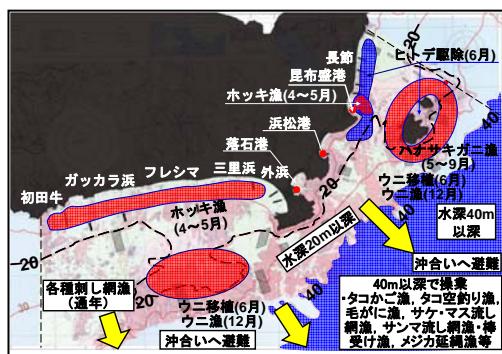 長節
ヒトデ駆除(6月)
昆布盛港
ホッキ漁
(4～5月)
浜松港
落石港
フレシマ
ガッカラ浜
三里浜
外浜
初田牛
ホッキ漁
(4～5月)
ハナサキガニ漁
(5～9月)
ウニ移植(6月)
ウニ漁(12月)
水深40m
以深
水深20m以深
沖合いへ避難
各種刺し網漁
(通年)
ウニ移植(6月)
ウニ漁(12月)
沖合いへ避難
40m以深で操業
・タコかご漁，タコ空釣り漁，
毛がに漁，サケ・マス流し
網漁，サンマ流し網漁・棒
受け漁，メジカ延縄漁等
20
40
20
40
20
20
40